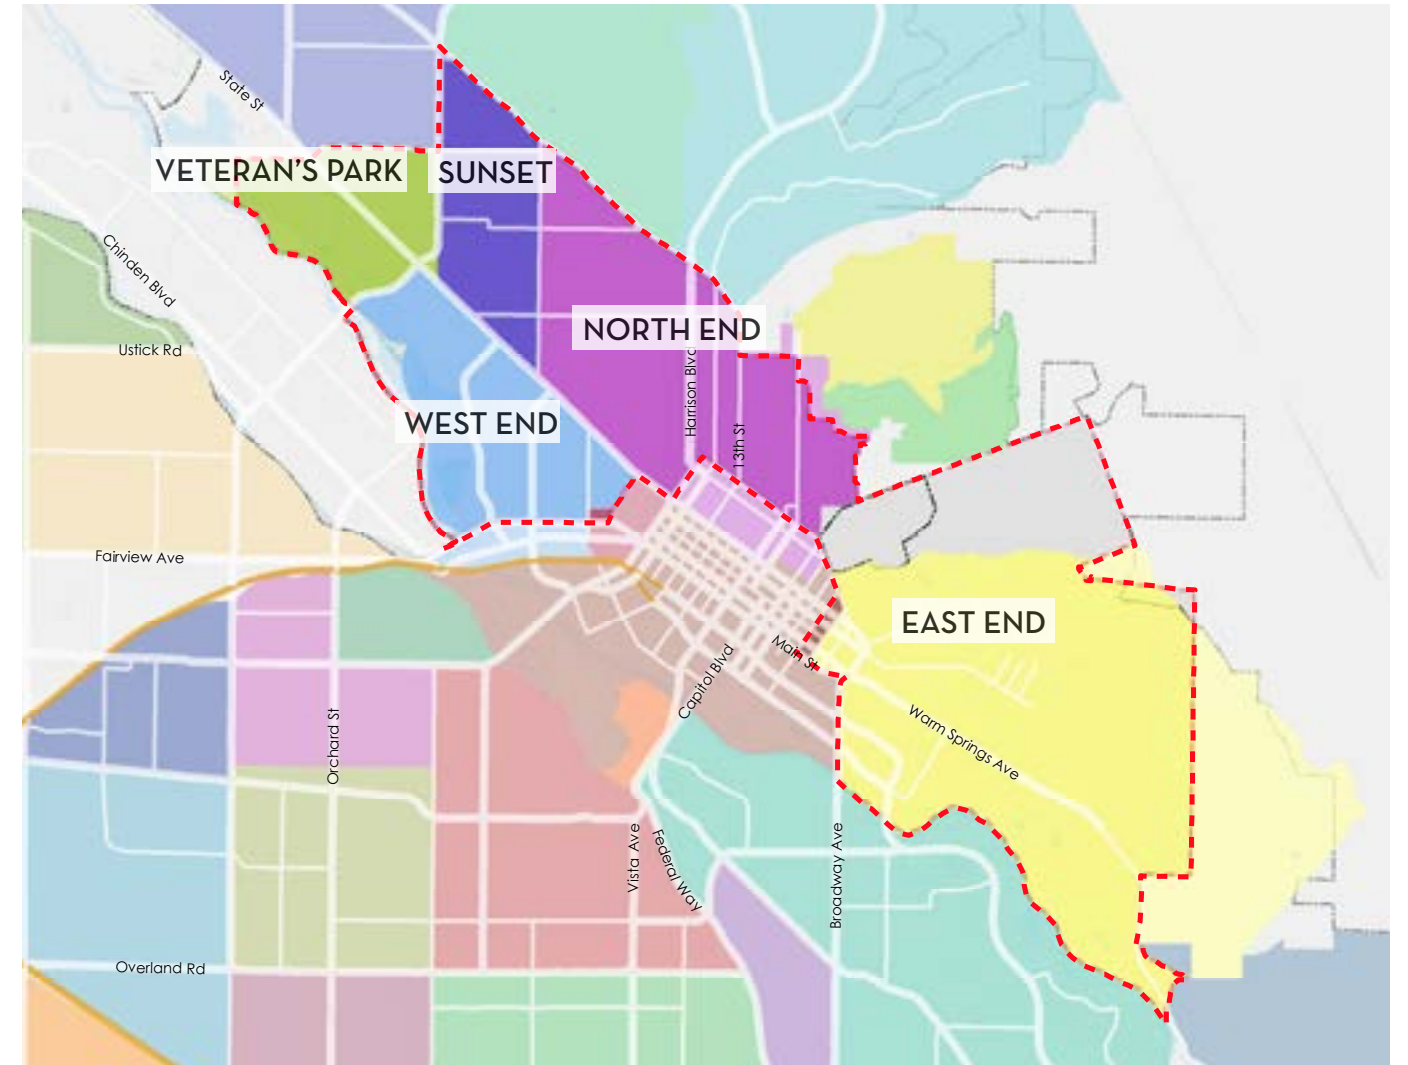 State St
VETERAN'S PARK
SUNSET
Chinden Blvd
Ustick Rd
NORTH END
Harrison Blvd
WEST END
13th St
Fairview Ave
EAST END
Main St
Capitol Blvd
Orchard St
Warm Springs Ave
Vista Ave
Federal Way
Broadway Ave
Overland Rd